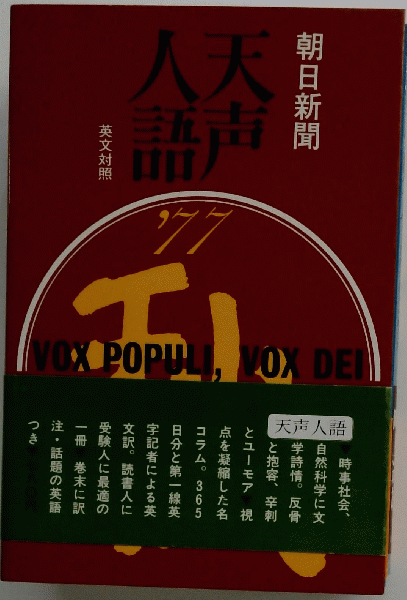 朝日新聞
天声
人語
英文対照
'77
秋
VOX POPULI, VOX DEI
天声人語
時事社会、
自然科学に文
学詩情。反骨
と抱容、辛刺
とユーモア 視
点を凝縮した名
コラム。365
日分と第一線英
字記者による英
文訳。読書人に
受験人に最適の
一冊 巻末に訳
注・話題の英語
つき